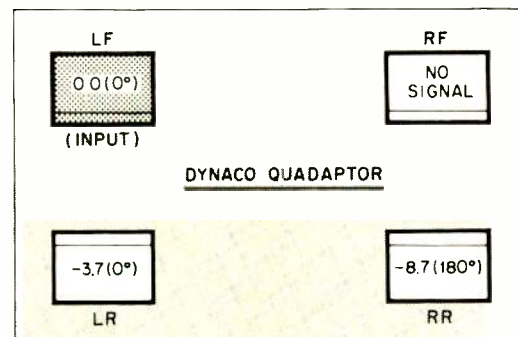 LF
RF
0.0(0°)
NO
SIGNAL
(INPUT)
DYNACO QUADAPTOR
-3.7(0°)
-8.7(180°)
LR
RR